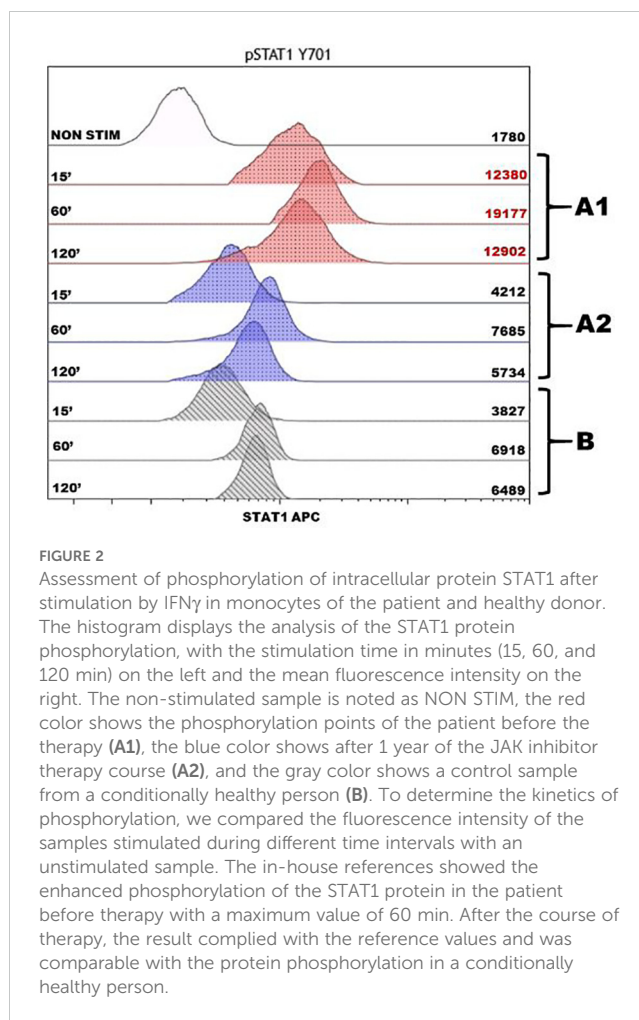 pSTAT1 Y701
NON STIM 1780
15' 12380
60' 19177
120' 12902
A1
15' 4212
60' 7685
120' 5734
A2
15' 3827
60' 6918
120' 6489
B
STAT1 APC
FIGURE 2
Assessment of phosphorylation of intracellular protein STAT1 after
stimulation by IFNγ in monocytes of the patient and healthy donor.
The histogram displays the analysis of the STAT1 protein
phosphorylation, with the stimulation time in minutes (15, 60, and
120 min) on the left and the mean fluorescence intensity on the
right. The non-stimulated sample is noted as NON STIM, the red
color shows the phosphorylation points of the patient before the
therapy (A1), the blue color shows after 1 year of the JAK inhibitor
therapy course (A2), and the gray color shows a control sample
from a conditionally healthy person (B). To determine the kinetics of
phosphorylation, we compared the fluorescence intensity of the
samples stimulated during different time intervals with an
unstimulated sample. The in-house references showed the
enhanced phosphorylation of the STAT1 protein in the patient
before therapy with a maximum value of 60 min. After the course of
therapy, the result complied with the reference values and was
comparable with the protein phosphorylation in a conditionally
healthy person.